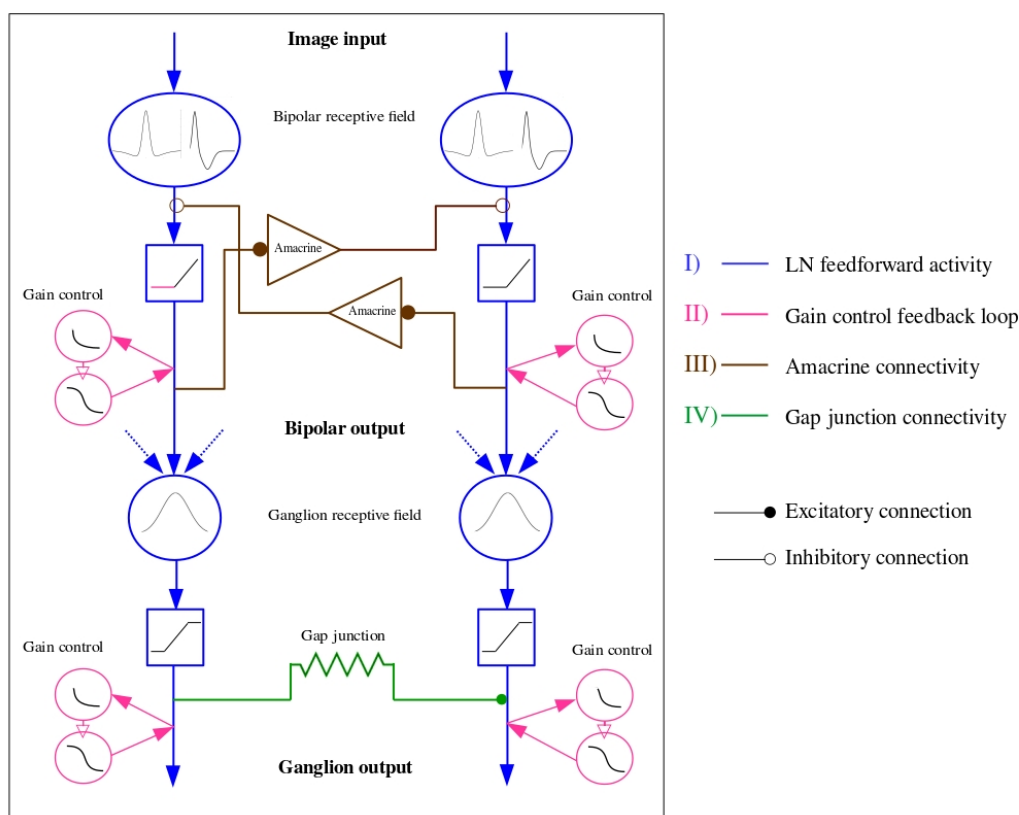 Image input
Bipolar receptive field
Amacrine
Gain control
Gain control
Amacrine
Bipolar output
Ganglion receptive field
Gap junction
Gain control
Gain control
Ganglion output
I) LN feedforward activity
II) Gain control feedback loop
III) Amacrine connectivity
IV) Gap junction connectivity
Excitatory connection
Inhibitory connection